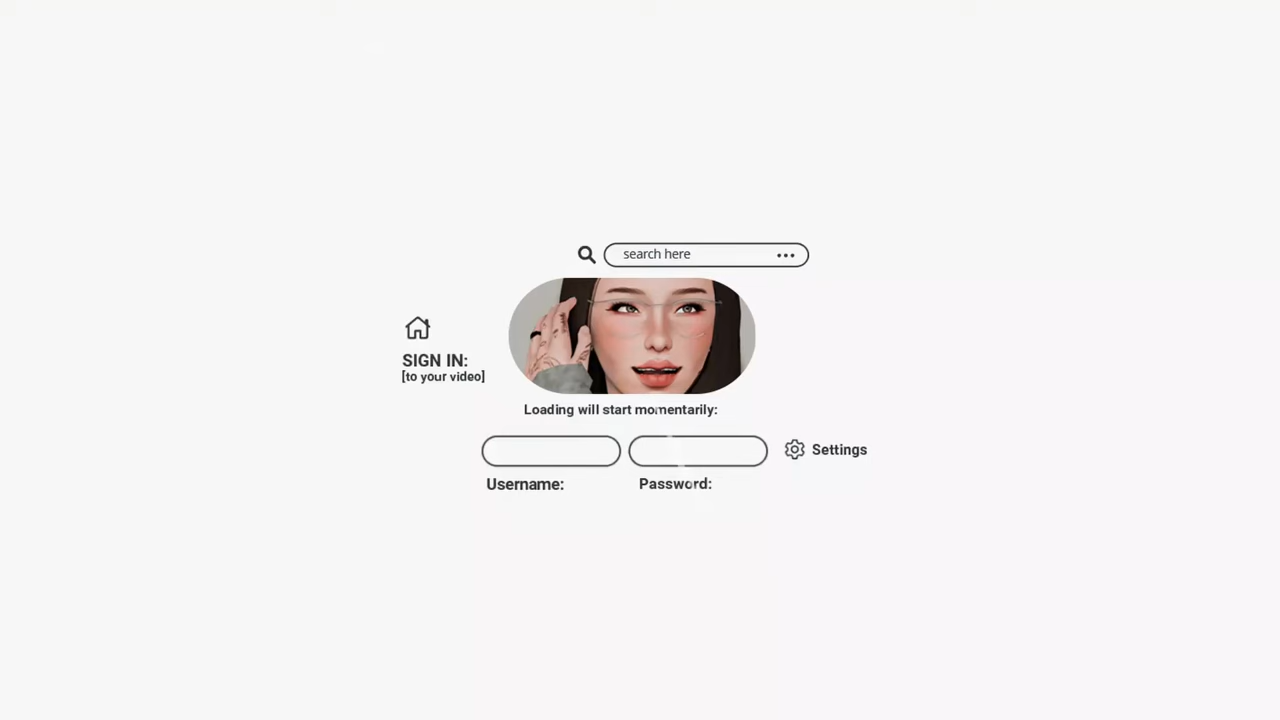 search here
SIGN IN:
[to your video]
Loading will start momentarily:
Settings
Username:
Password: